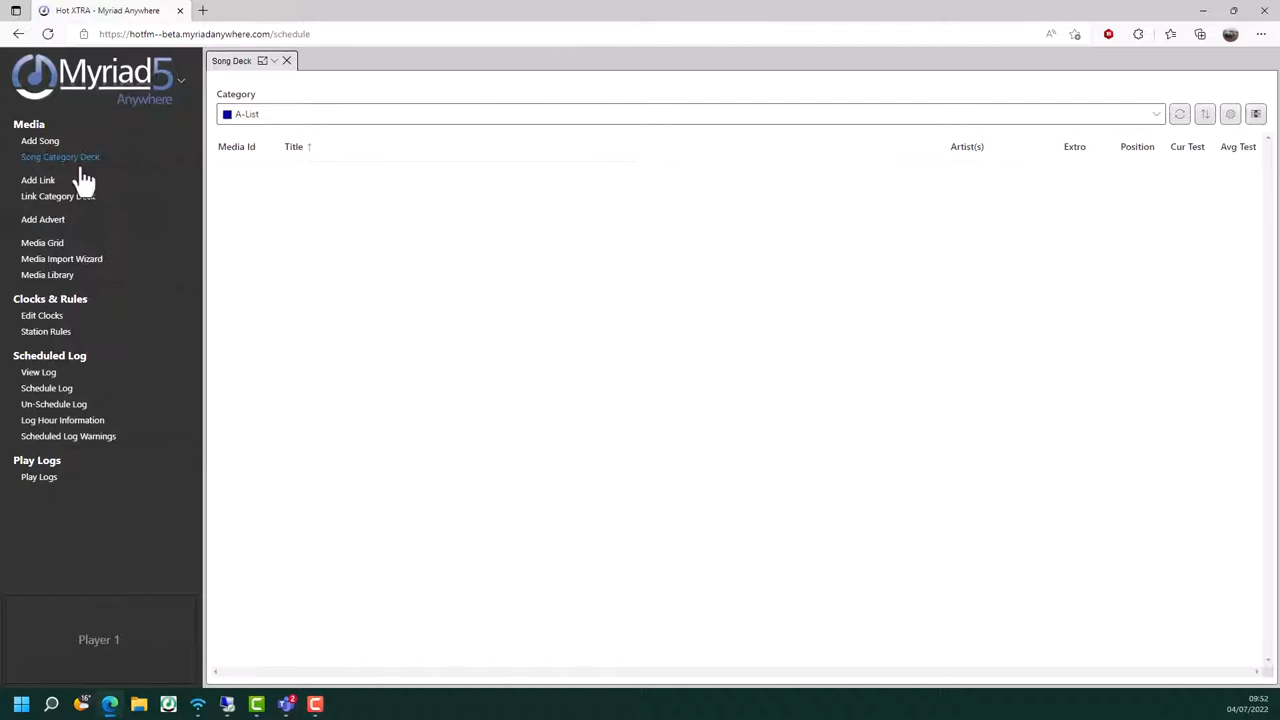 Hot XTRA - Myriad Anywhere
https://hotfm--beta.myriadanywhere.com/schedule
Myriad5
Anywhere
Media
Add Song
Song Category Deck
Add Link
Link Category
Add Advert
Media Grid
Media Import Wizard
Media Library
Clocks & Rules
Edit Clocks
Station Rules
Scheduled Log
View Log
Schedule Log
Un-Schedule Log
Log Hour Information
Scheduled Log Warnings
Play Logs
Play Logs
Player 1
Song Deck
Category
A-List
Media Id Title ↑ Artist(s) Extro Position Cur Test Avg Test
16°
2
09:52
04/07/2022